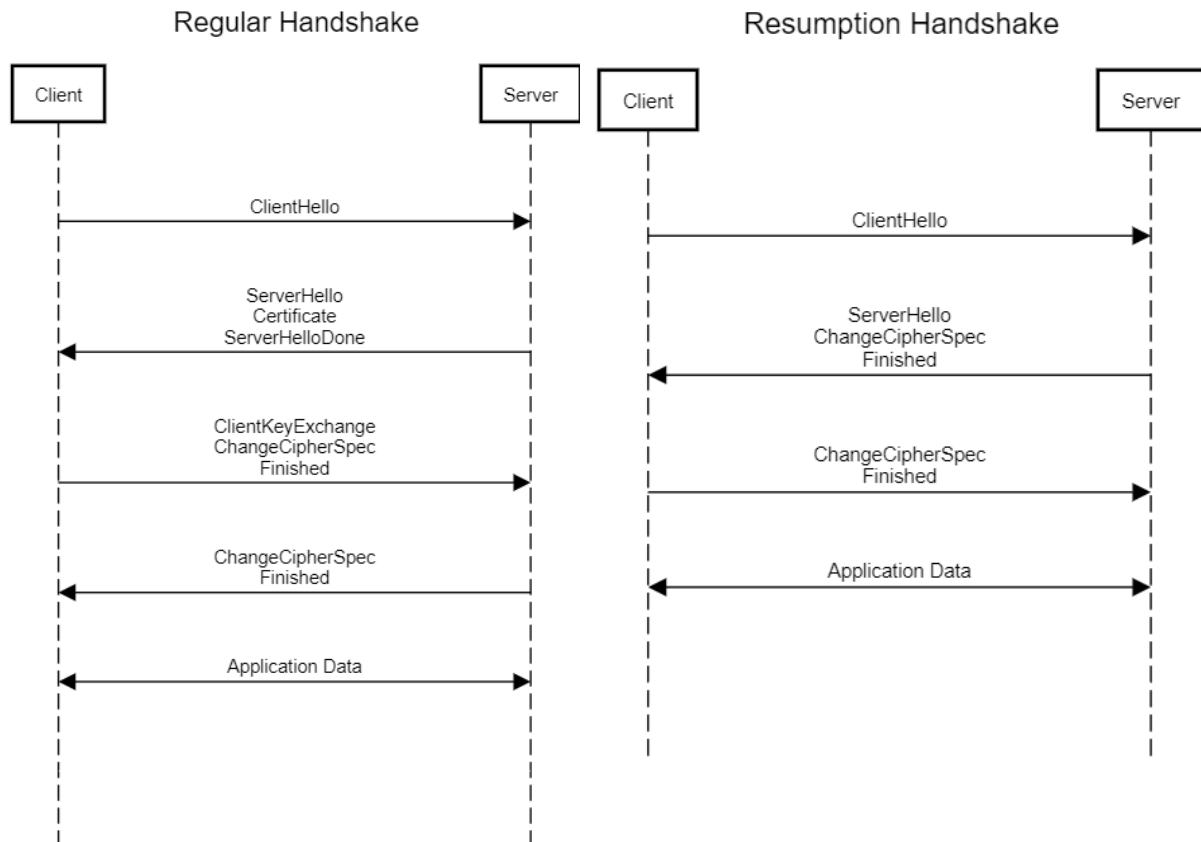 Regular Handshake
Client
Server
ClientHello
ServerHello
Certificate
ServerHelloDone
ClientKeyExchange
ChangeCipherSpec
Finished
ChangeCipherSpec
Finished
Application Data
Resumption Handshake
Client
Server
ClientHello
ServerHello
ChangeCipherSpec
Finished
ChangeCipherSpec
Finished
Application Data